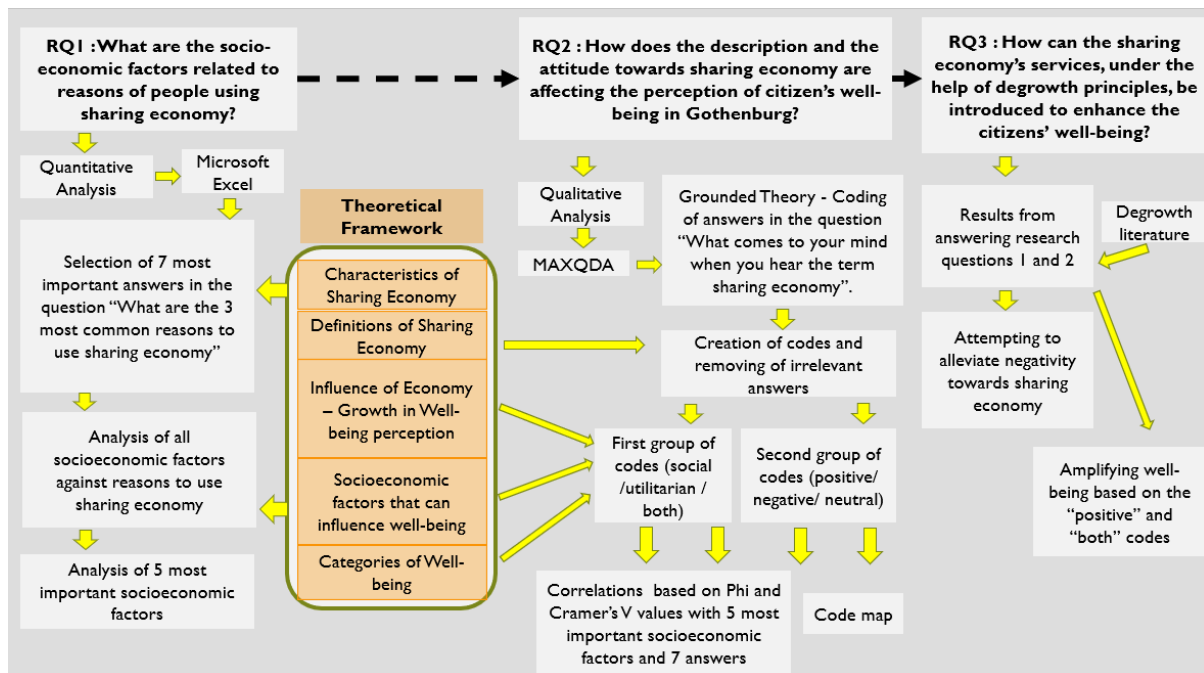 RQ1 : What are the socio-
economic factors related to
reasons of people using
sharing economy?
Quantitative
Analysis
Microsoft
Excel
Selection of 7 most
important answers in the
question “What are the 3
most common reasons to
use sharing economy”
Analysis of all
socioeconomic factors
against reasons to use
sharing economy
Analysis of 5 most
important socioeconomic
factors
Theoretical
Framework
Characteristics of
Sharing Economy
Definitions of Sharing
Economy
Influence of Economy
– Growth in Well-
being perception
Socioeconomic
factors that can
influence well-being
Categories of Well-
being
RQ2 : How does the description and the
attitude towards sharing economy are
affecting the perception of citizen’s well-
being in Gothenburg?
Qualitative
Analysis
MAXQDA
Grounded Theory - Coding
of answers in the question
“What comes to your mind
when you hear the term
sharing economy”.
Creation of codes and
removing of irrelevant
answers
First group of
codes (social
/utilitarian /
both)
Second group of
codes (positive/
negative/ neutral)
Correlations based on Phi and
Cramer’s V values with 5 most
important socioeconomic
factors and 7 answers
Code map
RQ3 : How can the sharing
economy’s services, under the
help of degrowth principles, be
introduced to enhance the
citizens’ well-being?
Results from
answering research
questions 1 and 2
Degrowth
literature
Attempting to
alleviate negativity
towards sharing
economy
Amplifying well-
being based on the
“positive” and
“both” codes